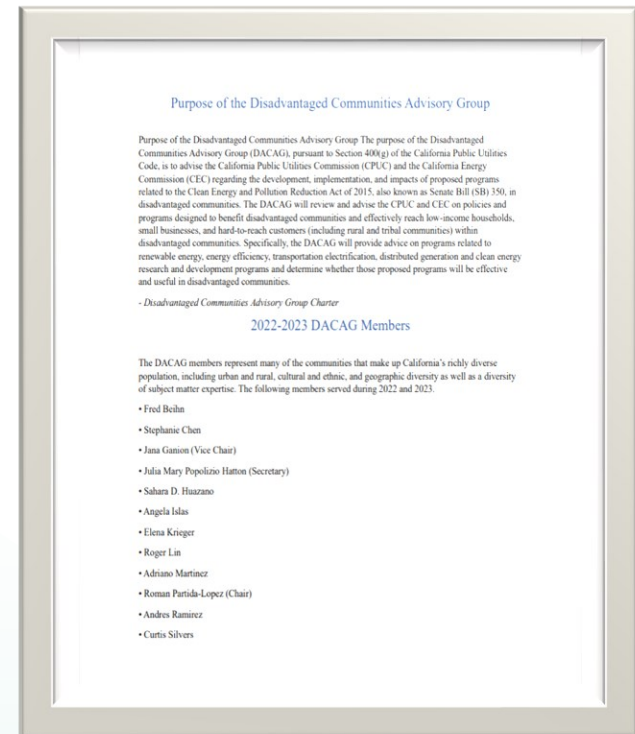 Purpose of the Disadvantaged Communities Advisory Group
Purpose of the Disadvantaged Communities Advisory Group The purpose of the Disadvantaged
Communities Advisory Group (DACAG), pursuant to Section 400(g) of the California Public Utilities
Code, is to advise the California Public Utilities Commission (CPUC) and the California Energy
Commission (CEC) regarding the development, implementation, and impacts of proposed programs
related to the Clean Energy and Pollution Reduction Act of 2015, also known as Senate Bill (SB) 350, in
disadvantaged communities. The DACAG will review and advise the CPUC and CEC on policies and
programs designed to benefit disadvantaged communities and effectively reach low-income households,
small businesses, and hard-to-reach customers (including rural and tribal communities) within
disadvantaged communities. Specifically, the DACAG will provide advice on programs related to
renewable energy, energy efficiency, transportation electrification, distributed generation and clean energy
research and development programs and determine whether those proposed programs will be effective
and useful in disadvantaged communities.
- Disadvantaged Communities Advisory Group Charter
2022-2023 DACAG Members
The DACAG members represent many of the communities that make up California's richly diverse
population, including urban and rural, cultural and ethnic, and geographic diversity as well as a diversity
of subject matter expertise. The following members served during 2022 and 2023.
• Fred Beihn
• Stephanie Chen
• Jana Ganion (Vice Chair)
• Julia Mary Popolizio Hatton (Secretary)
• Sahara D. Huazano
• Angela Islas
• Elena Krieger
• Roger Lin
• Adriano Martinez
• Roman Partida-Lopez (Chair)
• Andres Ramirez
• Curtis Silvers